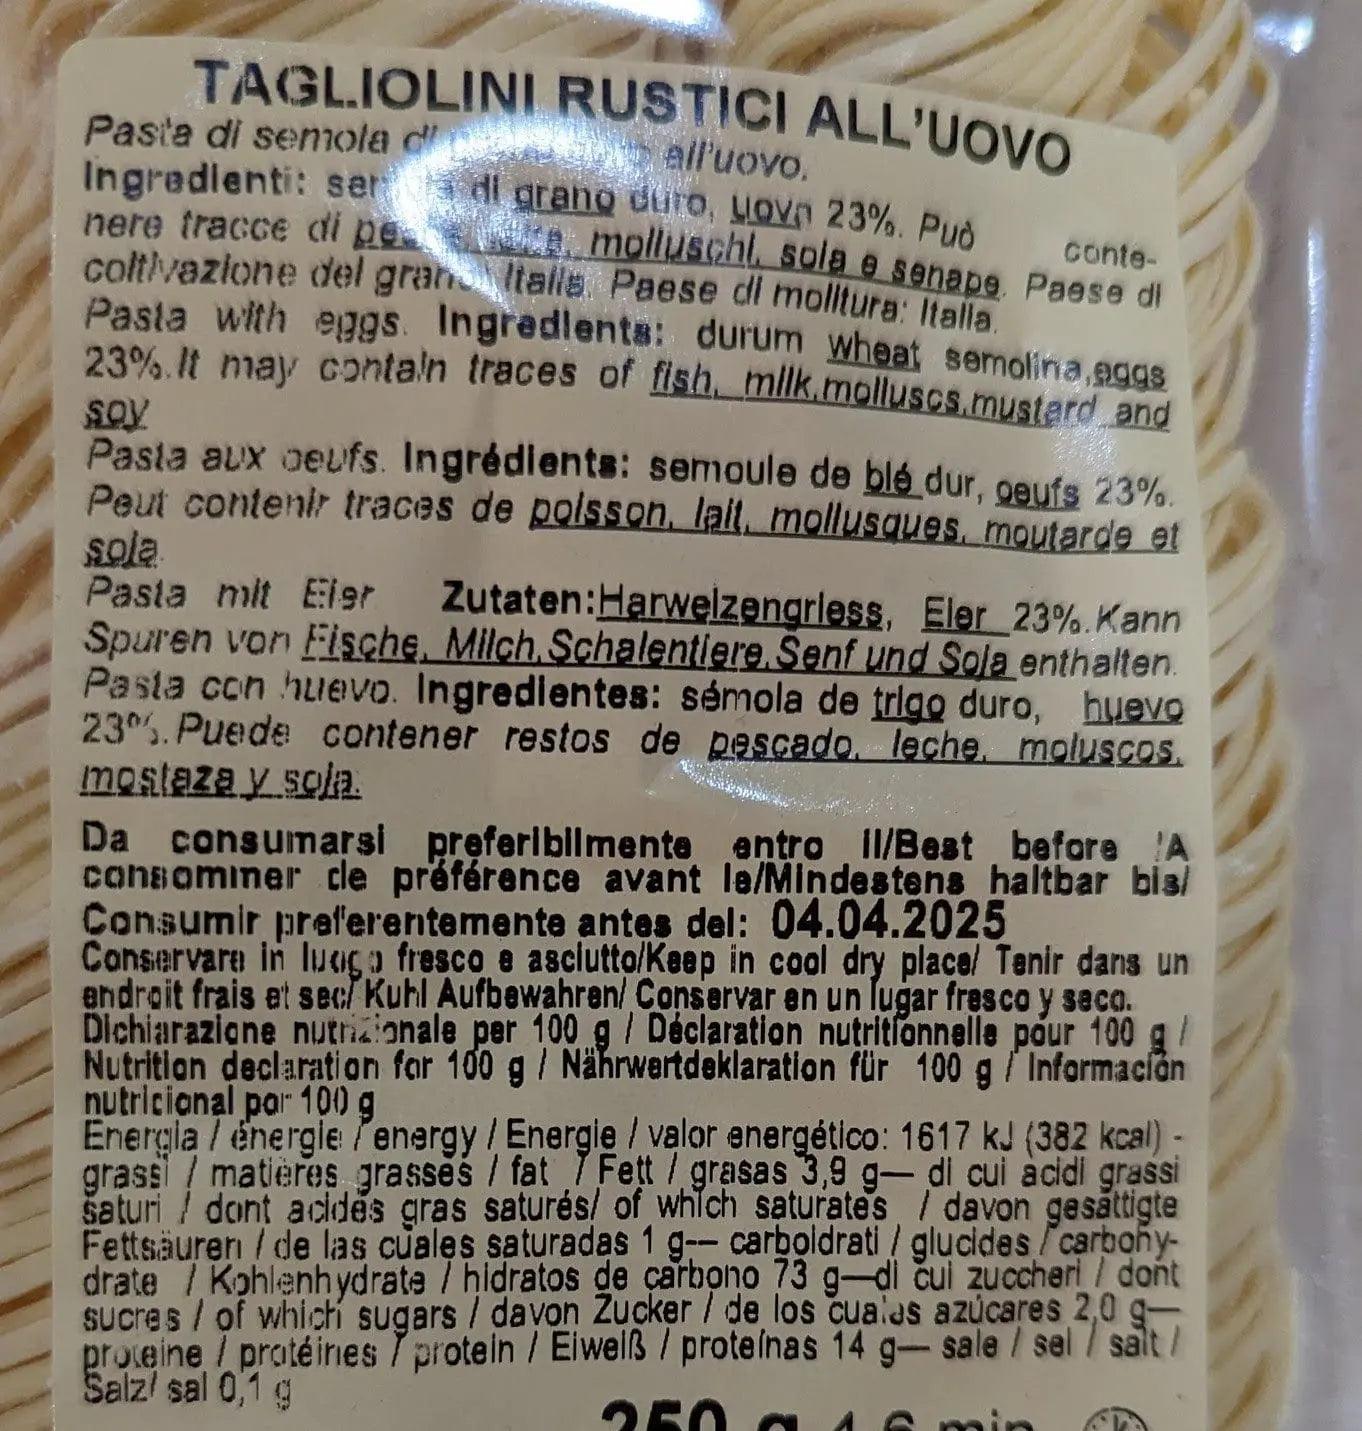 TAGLIOLINI RUSTICI ALL'UOVO
Pasta di semola all'uovo.
Ingredienti: di grano duro, uova 23%. Può conte-
nere tracce di molluschi, soia e senape. Paese di
coltivazione del Italia. Paese di molitura: Italia.
Pasta with eggs. Ingredients: durum wheat semolina,eggs
23%.It may contain traces of fish, milk,molluscs,mustard and
soy
Pasta aux oeufs. Ingrédients: semoule de blé dur, oeufs 23%.
Peut contenir traces de poisson, lait, mollusques, moutarde et
soja.
Pasta mit Eier Zutaten:Harweizengriess, Eier 23%.Kann
Spuren von Fische, Milch,Schalentiere,Senf und Soja enthalten.
Pasta con huevo. Ingredientes: sémola de trigo duro, huevo
23%.Puede contener restos de pescado, leche, moluscos,
mostaza y soja.
Da consumarsi preferibilmente entro il/Best before /A
consommer de préférence avant le/Mindestens haltbar bis/
Consumir preferentemente antes del: 04.04.2025
Conservare in luogo fresco e asciutto/Keep in cool dry place/ Tenir dans un
endroit frais et sec/ Kuhl Aufbewahren/ Conservar en un lugar fresco y seco.
Dichiarazione nutrizionale per 100 g / Déclaration nutritionnelle pour 100 g /
Nutrition declaration for 100 g / Nährwertdeklaration für 100 g / Información
nutricional por 100 g
Energia / énergie / energy / Energie / valor energético: 1617 kJ (382 kcal) -
grassi / matières grasses / fat / Fett / grasas 3,9 g— di cui acidi grassi
saturi / dont acides gras saturés/ of which saturates / davon gesättigte
Fettsäuren / de las cuales saturadas 1 g-- carboidrati / glucides / carbohy-
drate / Kohlenhydrate / hidratos de carbono 73 g—di cui zuccheri / dont
sucres / of which sugars / davon Zucker / de los cuales azúcares 2,0 g—
proteine / protéines / protein / Eiweiß / proteínas 14 g— sale / sel / salt /
Salz/ sal 0,1 g
250 g 6 min